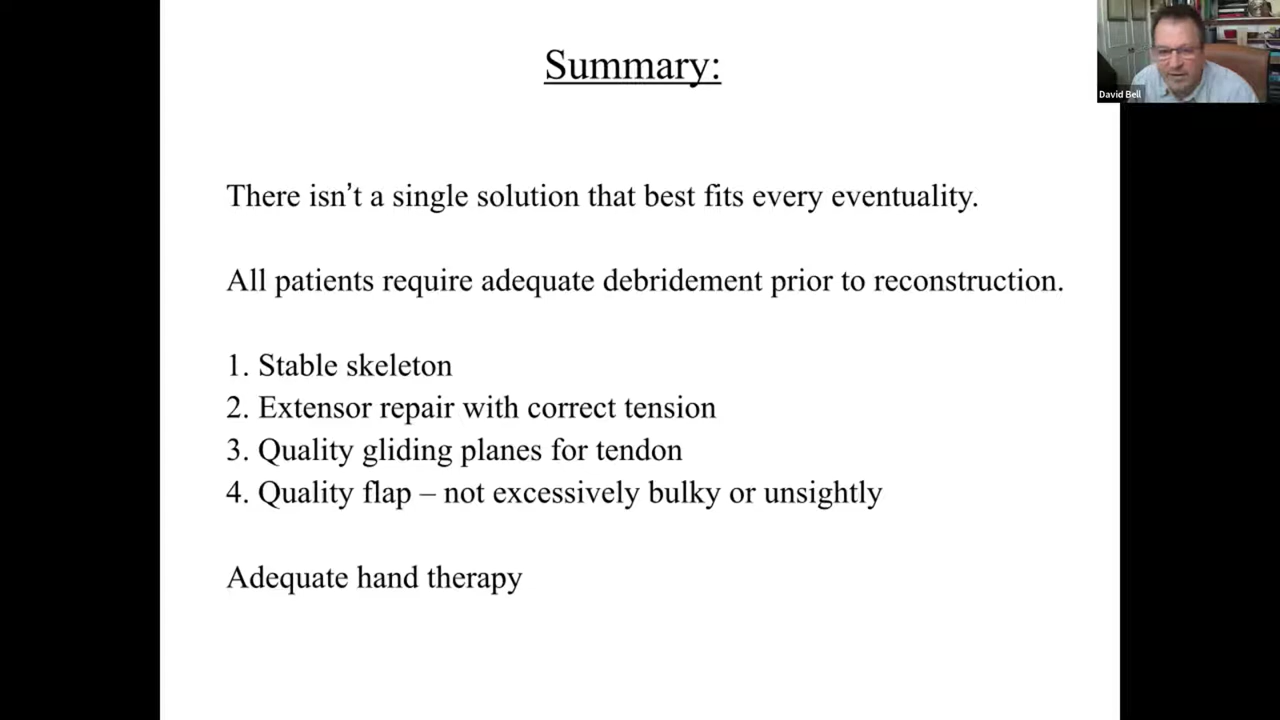 Summary:
David Bell
There isn’t a single solution that best fits every eventuality.
All patients require adequate debridement prior to reconstruction.
1. Stable skeleton
2. Extensor repair with correct tension
3. Quality gliding planes for tendon
4. Quality flap – not excessively bulky or unsightly
Adequate hand therapy